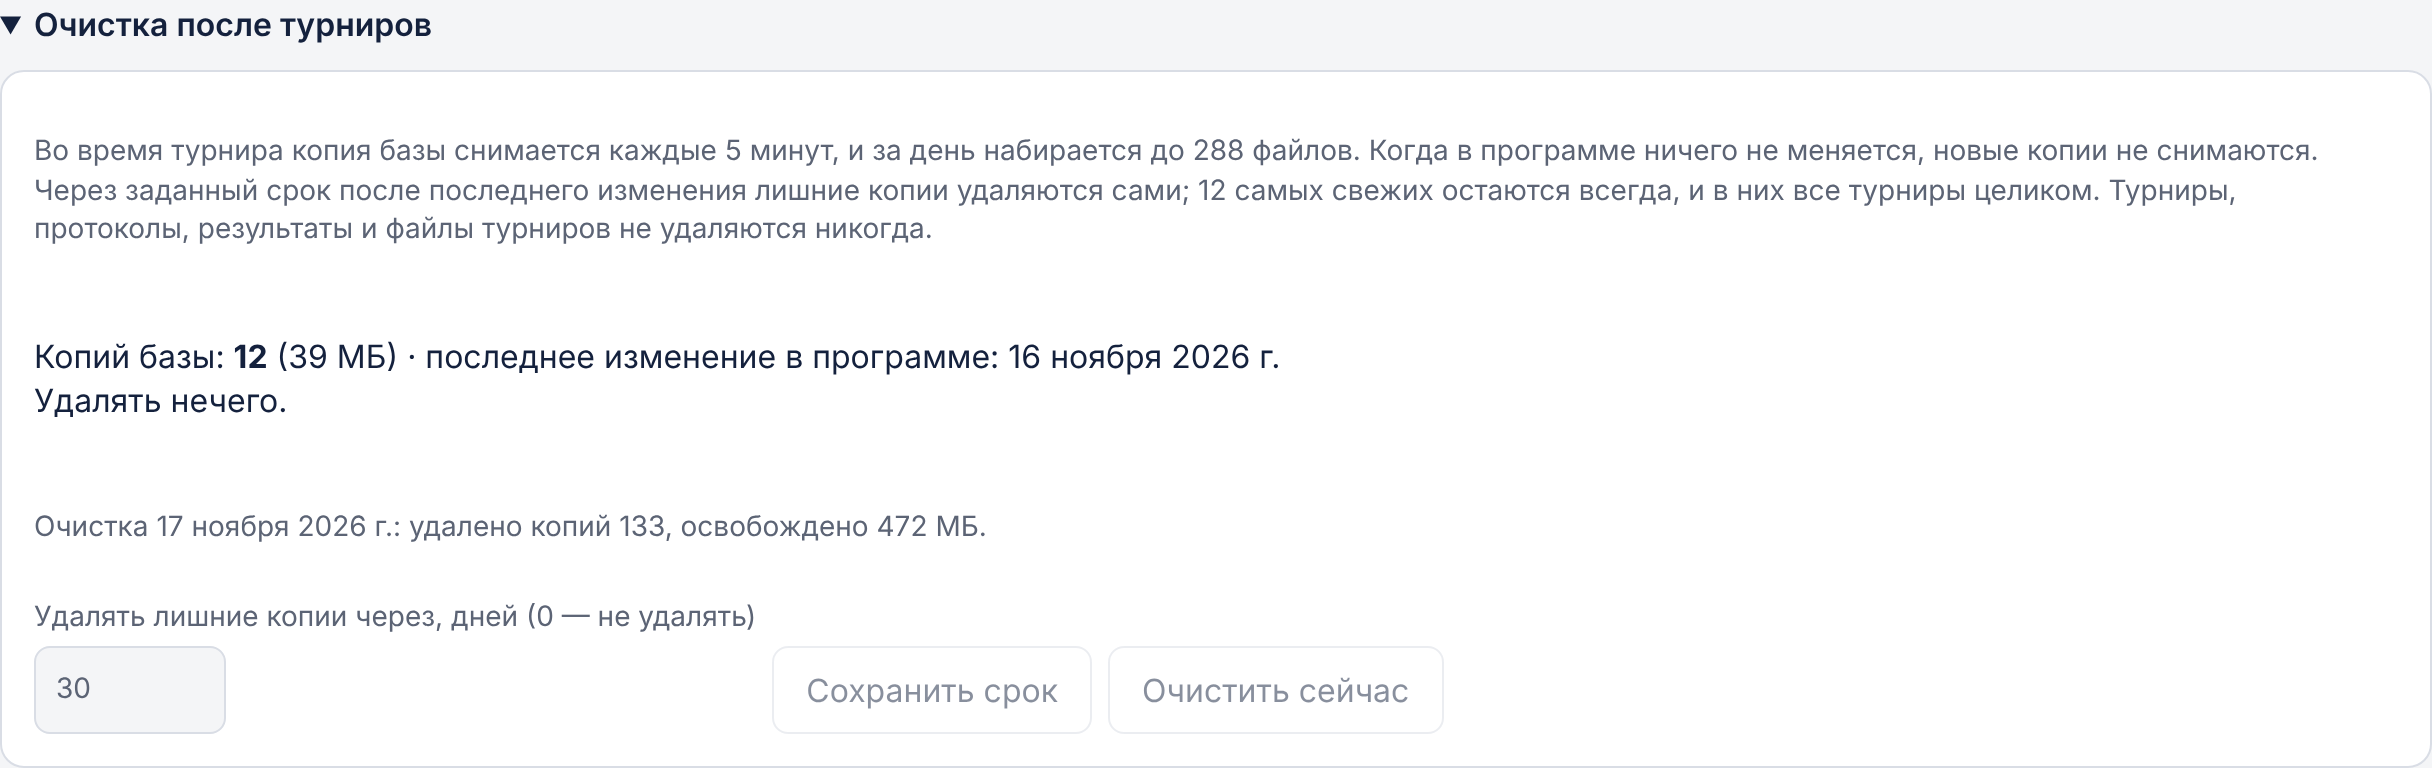 Очистка после турниров
Во время турнира копия базы снимается каждые 5 минут, и за день набирается до 288 файлов. Когда в программе ничего не меняется, новые копии не снимаются.
Через заданный срок после последнего изменения лишние копии удаляются сами; 12 самых свежих остаются всегда, и в них все турниры целиком. Турниры,
протоколы, результаты и файлы турниров не удаляются никогда.
Копий базы: 12 (39 МБ) · последнее изменение в программе: 16 ноября 2026 г.
Удалять нечего.
Очистка 17 ноября 2026 г.: удалено копий 133, освобождено 472 МБ.
Удалять лишние копии через, дней (0 — не удалять)
30
Сохранить срок
Очистить сейчас